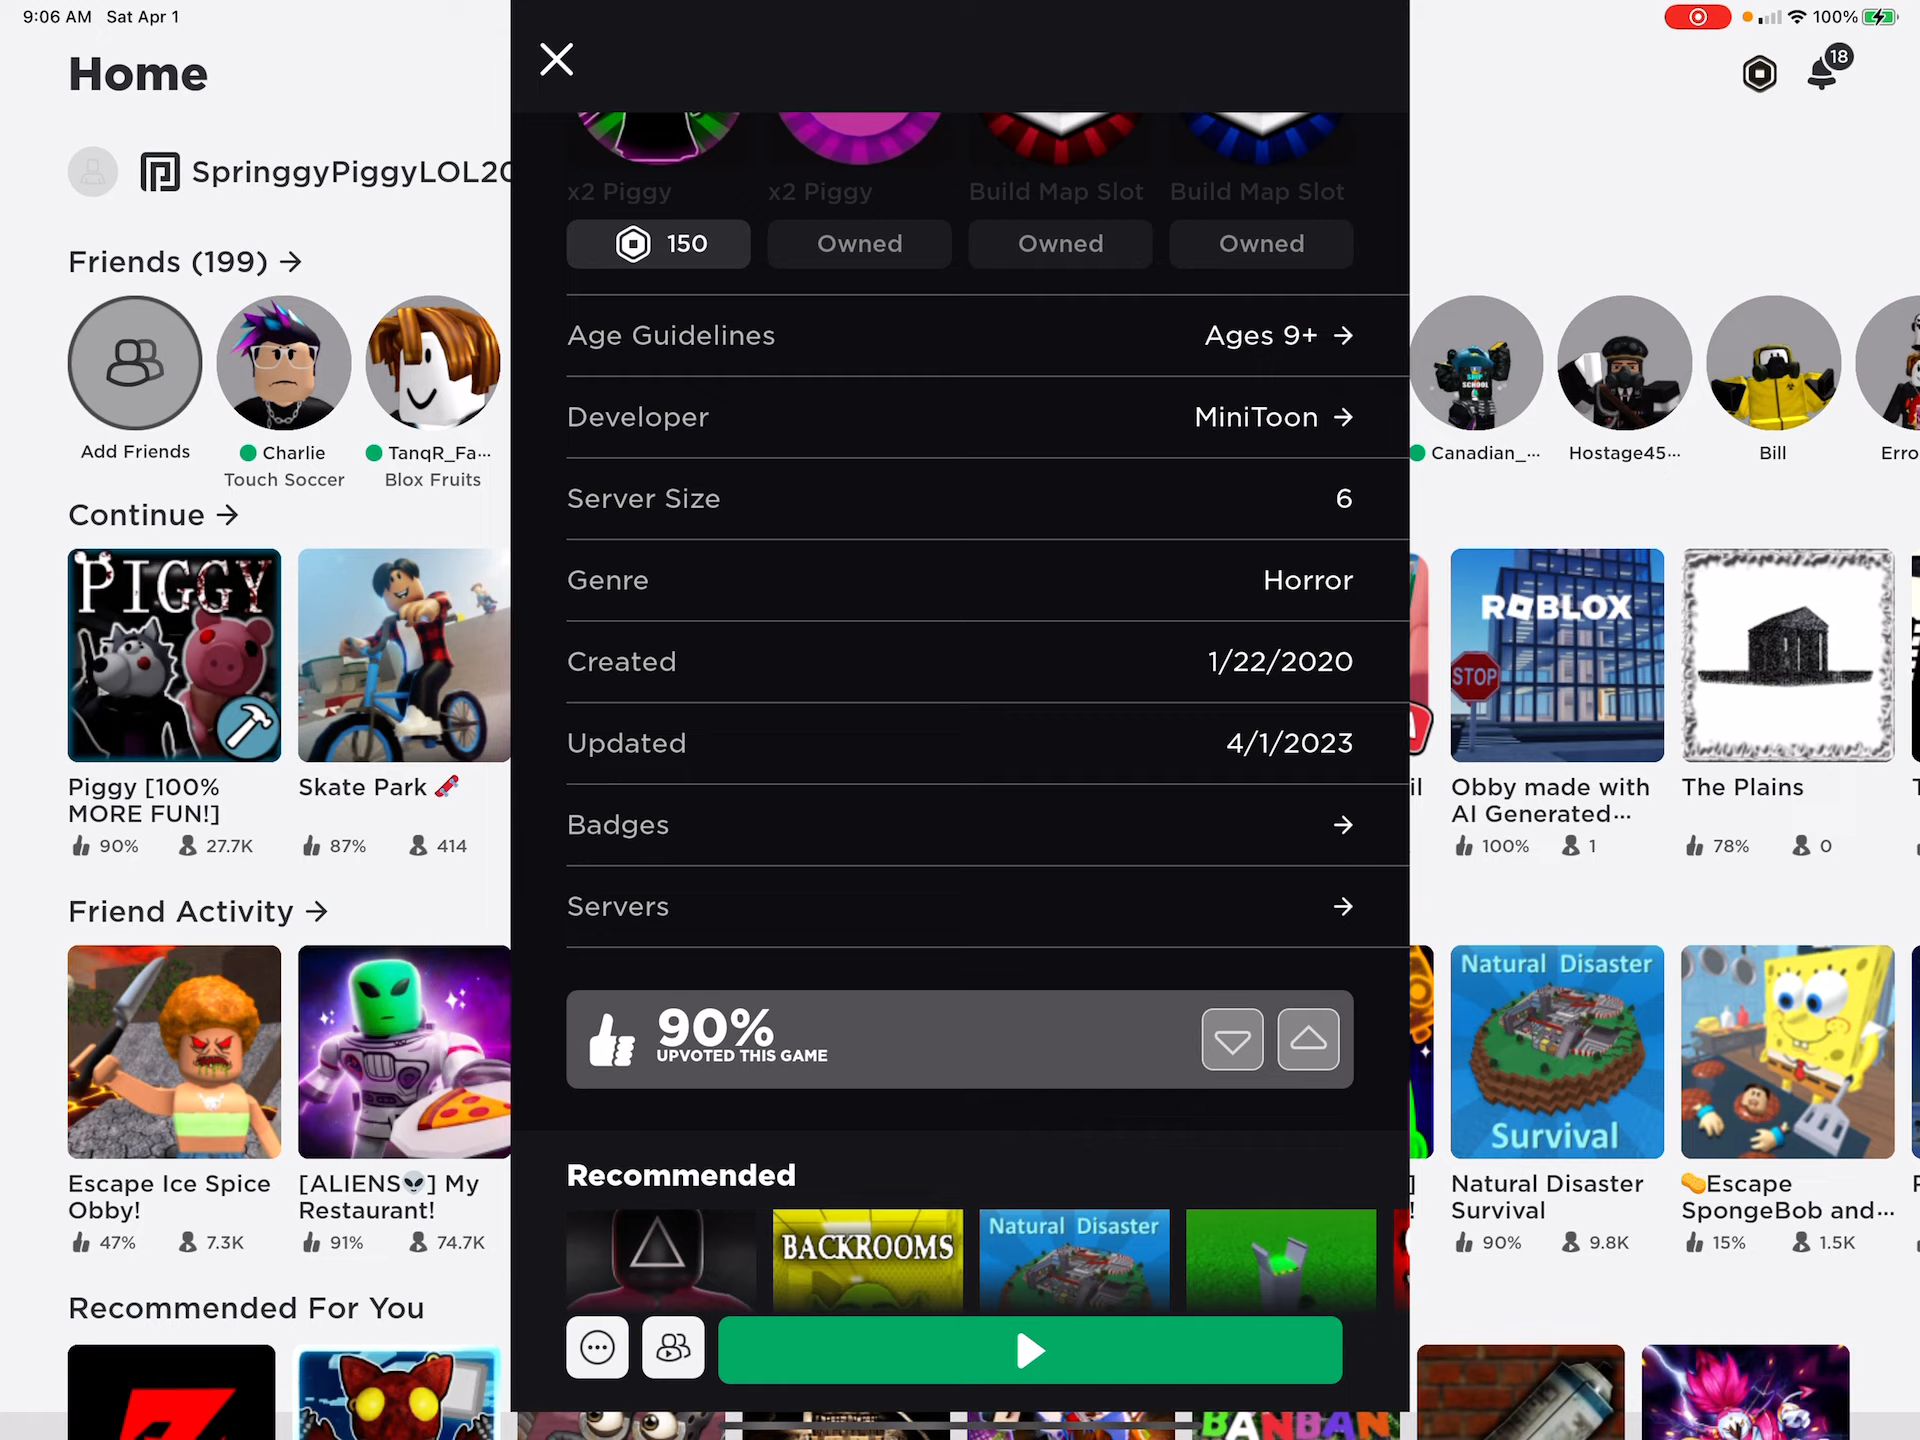 9:06 AM Sat Apr 1
100%
Home
18
SpringgyPiggyLOL20
Friends (199) →
Add Friends
Charlie
Touch Soccer
TanqR_Fa...
Blox Fruits
Canadian_...
Hostage45...
Bill
Erro
Continue →
PIGGY
Piggy [100%
MORE FUN!]
90% 27.7K
Skate Park
87% 414
ROBLOX
STOP
Obby made with
AI Generated...
100% 1
The Plains
78% 0
Friend Activity →
Escape Ice Spice
Obby!
47% 7.3K
[ALIENS👽] My
Restaurant!
91% 74.7K
Natural Disaster
Survival
Natural Disaster
Survival
90% 9.8K
Escape
SpongeBob and...
15% 1.5K
Recommended For You
x2 Piggy
x2 Piggy
Build Map Slot
Build Map Slot
150
Owned
Owned
Owned
Age Guidelines Ages 9+ →
Developer MiniToon →
Server Size 6
Genre Horror
Created 1/22/2020
Updated 4/1/2023
Badges →
Servers →
90%
UPVOTED THIS GAME
Recommended
BACKROOMS
Natural Disaster
BANBAN